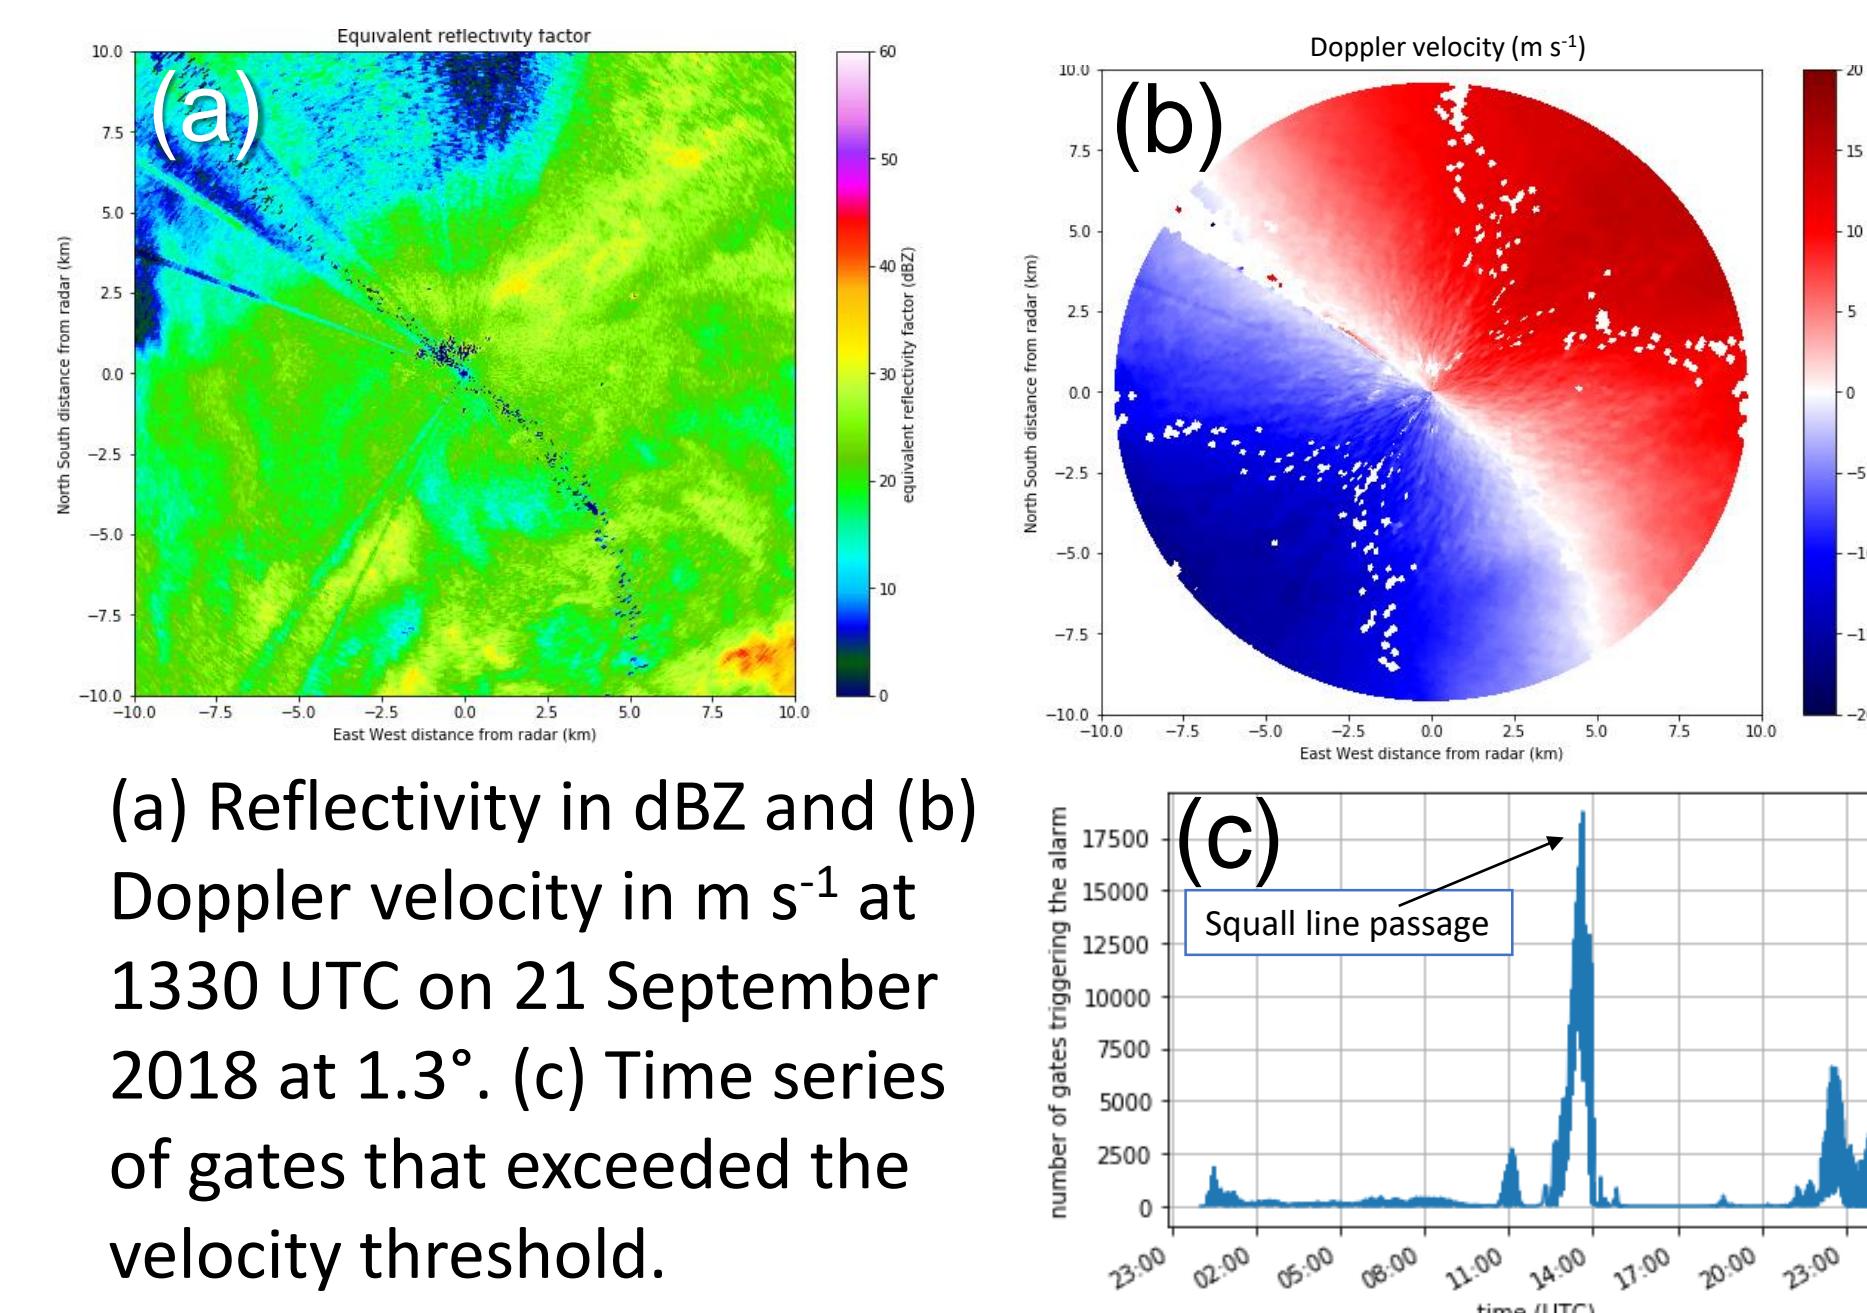 Equivalent reflectivity factor
(a)
10.0
7.5
5.0
2.5
0.0
−2.5
−5.0
−7.5
−10.0
North South distance from radar (km)
−10.0 −7.5 −5.0 −2.5 0.0 2.5 5.0 7.5 10.0
East West distance from radar (km)
60
50
40
30
20
10
0
equivalent reflectivity factor (dBZ)
Doppler velocity (m s-1)
(b)
10.0
7.5
5.0
2.5
0.0
−2.5
−5.0
−7.5
−10.0
North South distance from radar (km)
−10.0 −7.5 −5.0 −2.5 0.0 2.5 5.0 7.5 10.0
East West distance from radar (km)
20
15
10
5
0
−5
(a) Reflectivity in dBZ and (b)
Doppler velocity in m s-1 at
1330 UTC on 21 September
2018 at 1.3°. (c) Time series
of gates that exceeded the
velocity threshold.
(c)
Squall line passage
17500
15000
12500
10000
7500
5000
2500
0
number of gates triggering the alarm
23:00 02:00 05:00 08:00 11:00 14:00 17:00 20:00 23:00
time (UTC)